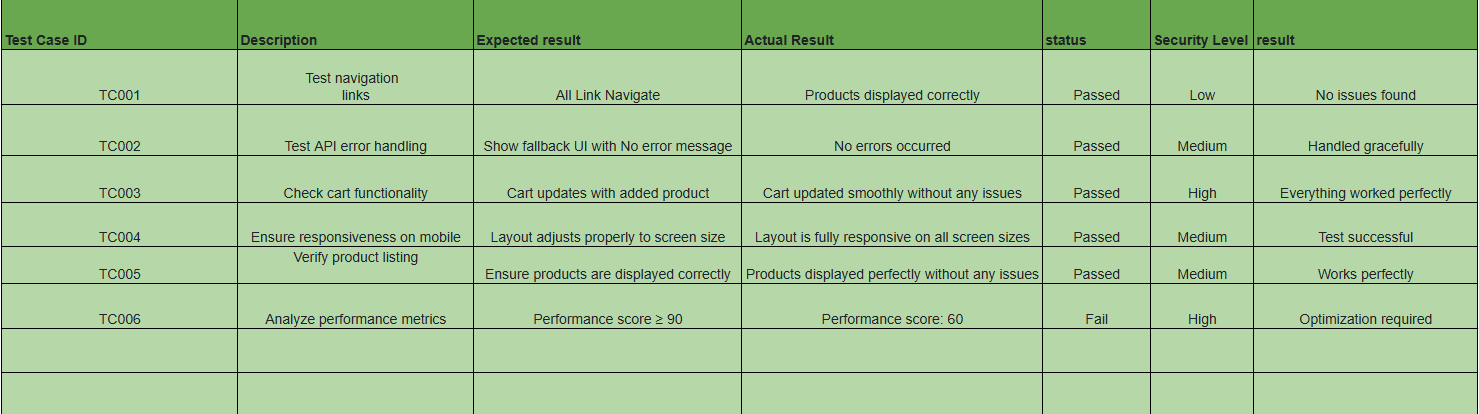 Test Case ID Description Expected result Actual Result status Security Level result
Test navigation
TC001 links All Link Navigate Products displayed correctly Passed Low No issues found
TC002 Test API error handling Show fallback UI with No error message No errors occurred Passed Medium Handled gracefully
TC003 Check cart functionality Cart updates with added product Cart updated smoothly without any issues Passed High Everything worked perfectly
TC004 Ensure responsiveness on mobile Layout adjusts properly to screen size Layout is fully responsive on all screen sizes Passed Medium Test successful
Verify product listing
TC005 Ensure products are displayed correctly Products displayed perfectly without any issues Passed Medium Works perfectly
TC006 Analyze performance metrics Performance score ≥ 90 Performance score: 60 Fail High Optimization required